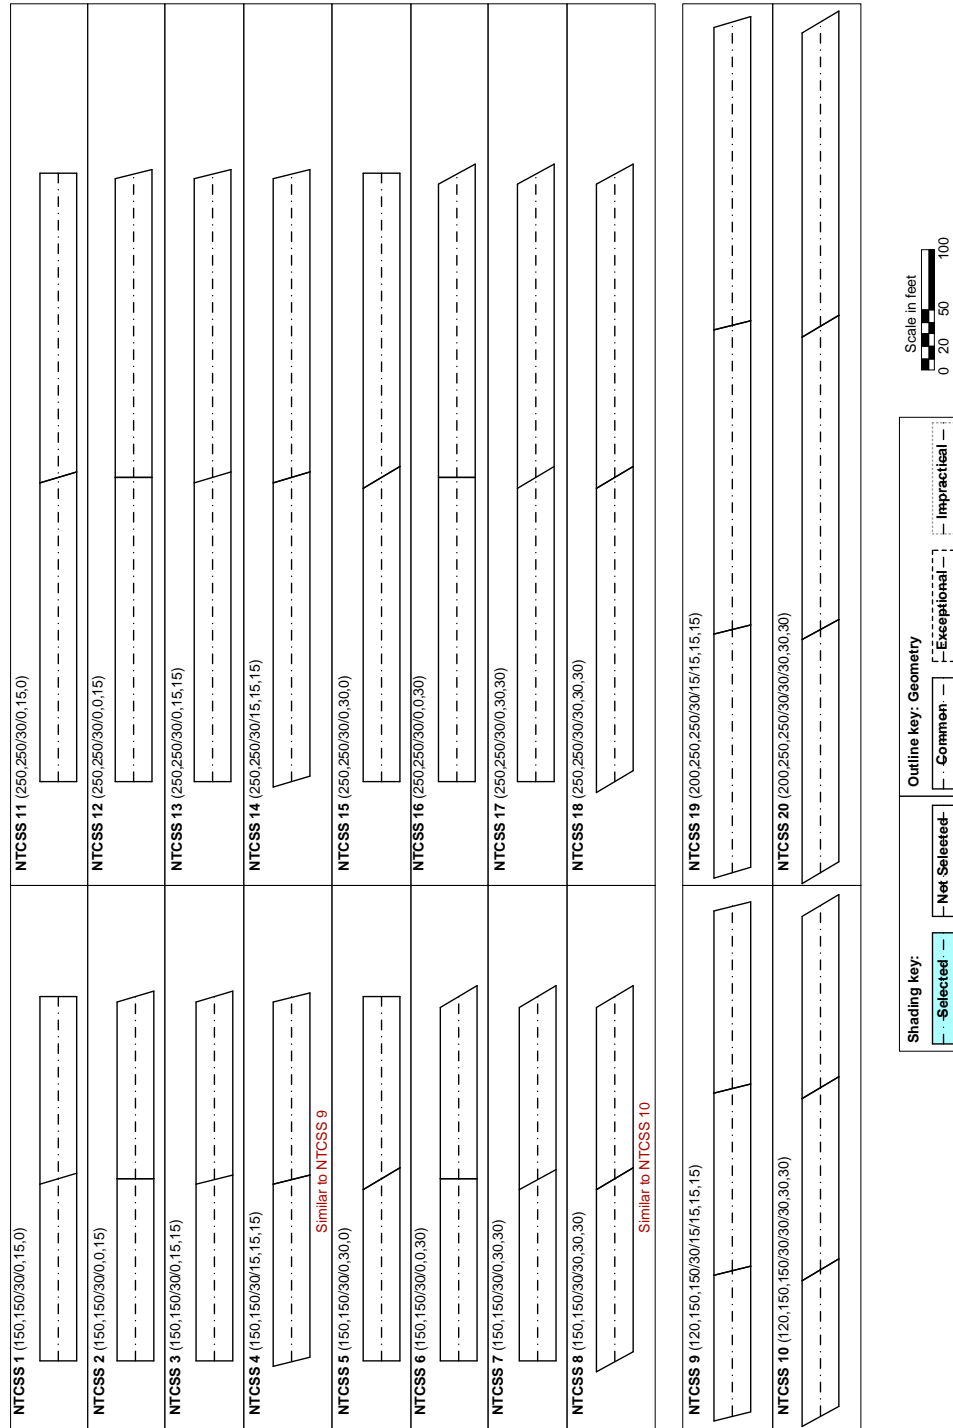 NTCSS 1 (150,150/30/0,15,0)
NTCSS 2 (150,150/30/0,0,15)
NTCSS 3 (150,150/30/0,15,15)
NTCSS 4 (150,150/30/15,15,15)
Similar to NTCSS 9
NTCSS 5 (150,150/30/0,30,0)
NTCSS 6 (150,150/30/0,0,30)
NTCSS 7 (150,150/30/0,30,30)
NTCSS 8 (150,150/30/30,30,30)
Similar to NTCSS 10
NTCSS 9 (120,150,150/30/15/15,15,15)
NTCSS 10 (120,150,150/30/30/30,30,30)
NTCSS 11 (250,250/30/0,15,0)
NTCSS 12 (250,250/30/0,0,15)
NTCSS 13 (250,250/30/0,15,15)
NTCSS 14 (250,250/30/15,15,15)
NTCSS 15 (250,250/30/0,30,0)
NTCSS 16 (250,250/30/0,0,30)
NTCSS 17 (250,250/30/0,30,30)
NTCSS 18 (250,250/30/30,30,30)
NTCSS 19 (200,250,250/30/15/15,15,15)
NTCSS 20 (200,250,250/30/30/30,30,30)
Shading key:
Selected
Not Selected
Outline key: Geometry
Common
Exceptional
Impractical
Scale in feet
0 20 50 100